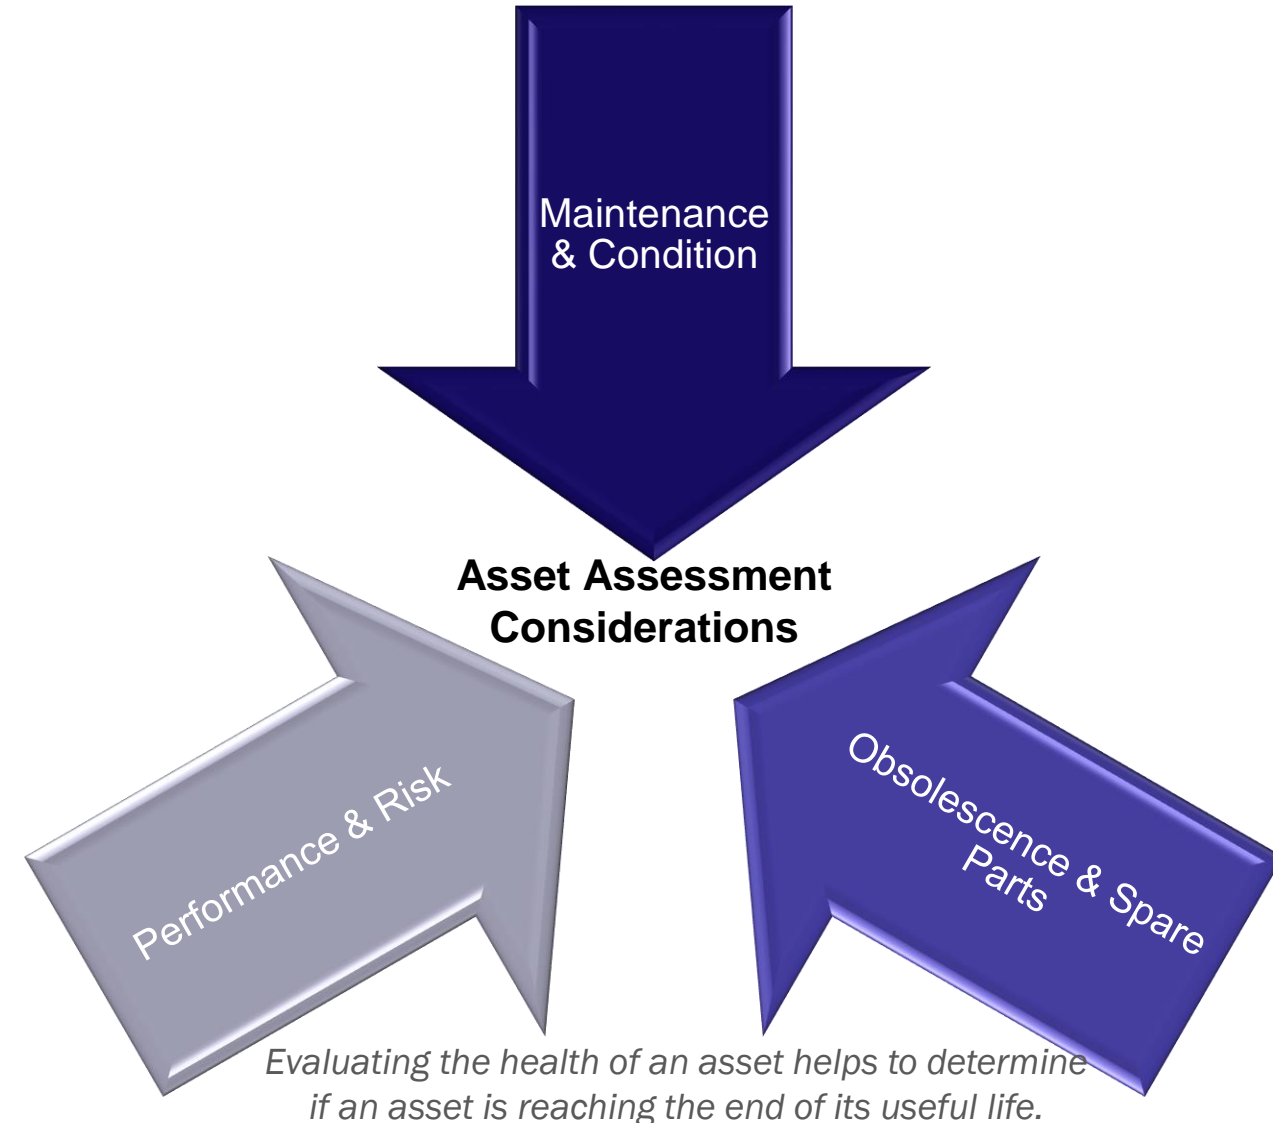 Maintenance
& Condition
Asset Assessment
Considerations
Performance & Risk
Obsolescence & Spare
Parts
Evaluating the health of an asset helps to determine
if an asset is reaching the end of its useful life.